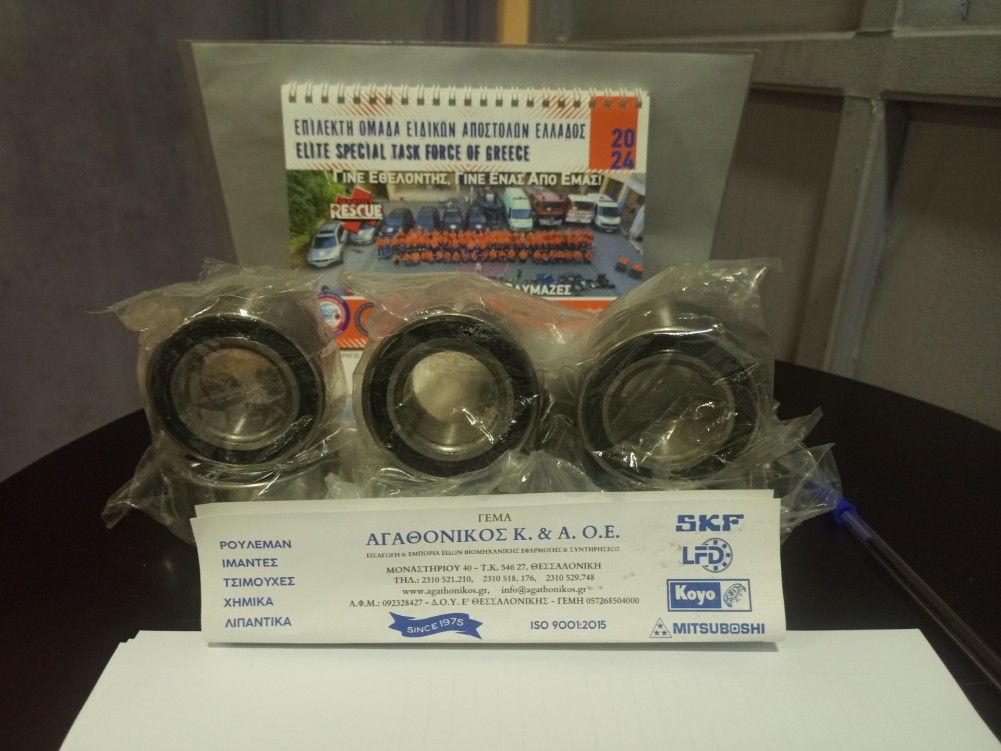 ΕΠΙΛΕΚΤΗ ΟΜΑΔΑ ΕΙΔΙΚΩΝ ΑΠΟΣΤΟΛΩΝ ΕΛΛΑΔΟΣ
ELITE SPECIAL TASK FORCE OF GREECE
20
24
ΓΙΝΕ ΕΘΕΛΟΝΤΗΣ, ΓΙΝΕ ΕΝΑΣ ΑΠΟ ΕΜΑΣ!
RESCUE
ΓΕΜΑ
ΑΓΑΘΟΝΙΚΟΣ Κ. & Α. Ο.Ε.
ΕΙΣΑΓΩΓΗ & ΕΜΠΟΡΙΑ ΕΙΔΩΝ ΒΙΟΜΗΧΑΝΙΚΗΣ ΕΦΑΡΜΟΓΗΣ & ΣΥΝΤΗΡΗΣΕΩΣ
ΜΟΝΑΣΤΗΡΙΟΥ 40 – Τ.Κ. 546 27, ΘΕΣΣΑΛΟΝΙΚΗ
ΤΗΛ.: 2310 521.210, 2310 518. 176, 2310 529.748
www.agathonikos.gr, info@agathonikos.gr
Α.Φ.Μ.: 092328427 – Δ.Ο.Υ. Ε' ΘΕΣΣΑΛΟΝΙΚΗΣ – ΓΕΜΗ 057268504000
SINCE 1975
ISO 9001:2015
ΡΟΥΛΕΜΑΝ
ΙΜΑΝΤΕΣ
ΤΣΙΜΟΥΧΕΣ
ΧΗΜΙΚΑ
ΛΙΠΑΝΤΙΚΑ
SKF
LFD
Koyo
MITSUBOSHI